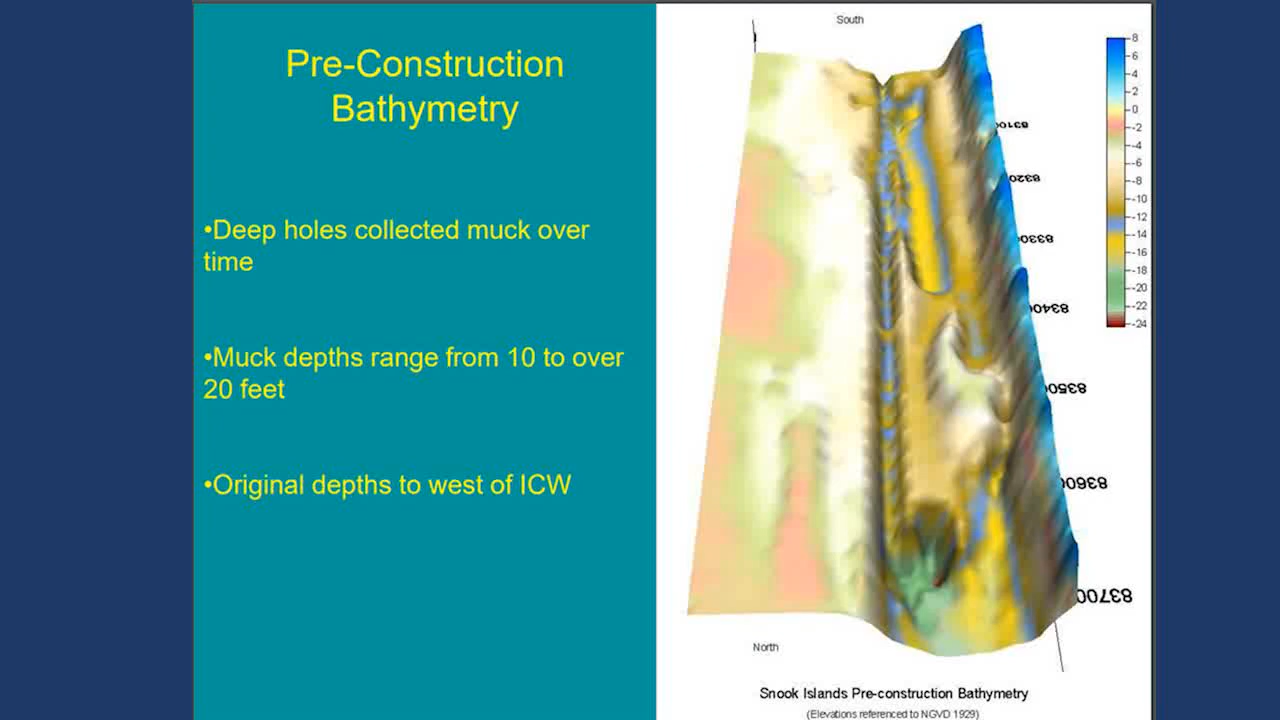 Pre-Construction
Bathymetry
•Deep holes collected muck over
time
•Muck depths range from 10 to over
20 feet
•Original depths to west of ICW
South
8
6
4
2
0
-2
-4
-6
-8
-10
-12
-14
-16
-18
-20
-22
-24
83100
83200
83300
83400
83500
83600
83700
North
Snook Islands Pre-construction Bathymetry
(Elevations referenced to NGVD 1929)